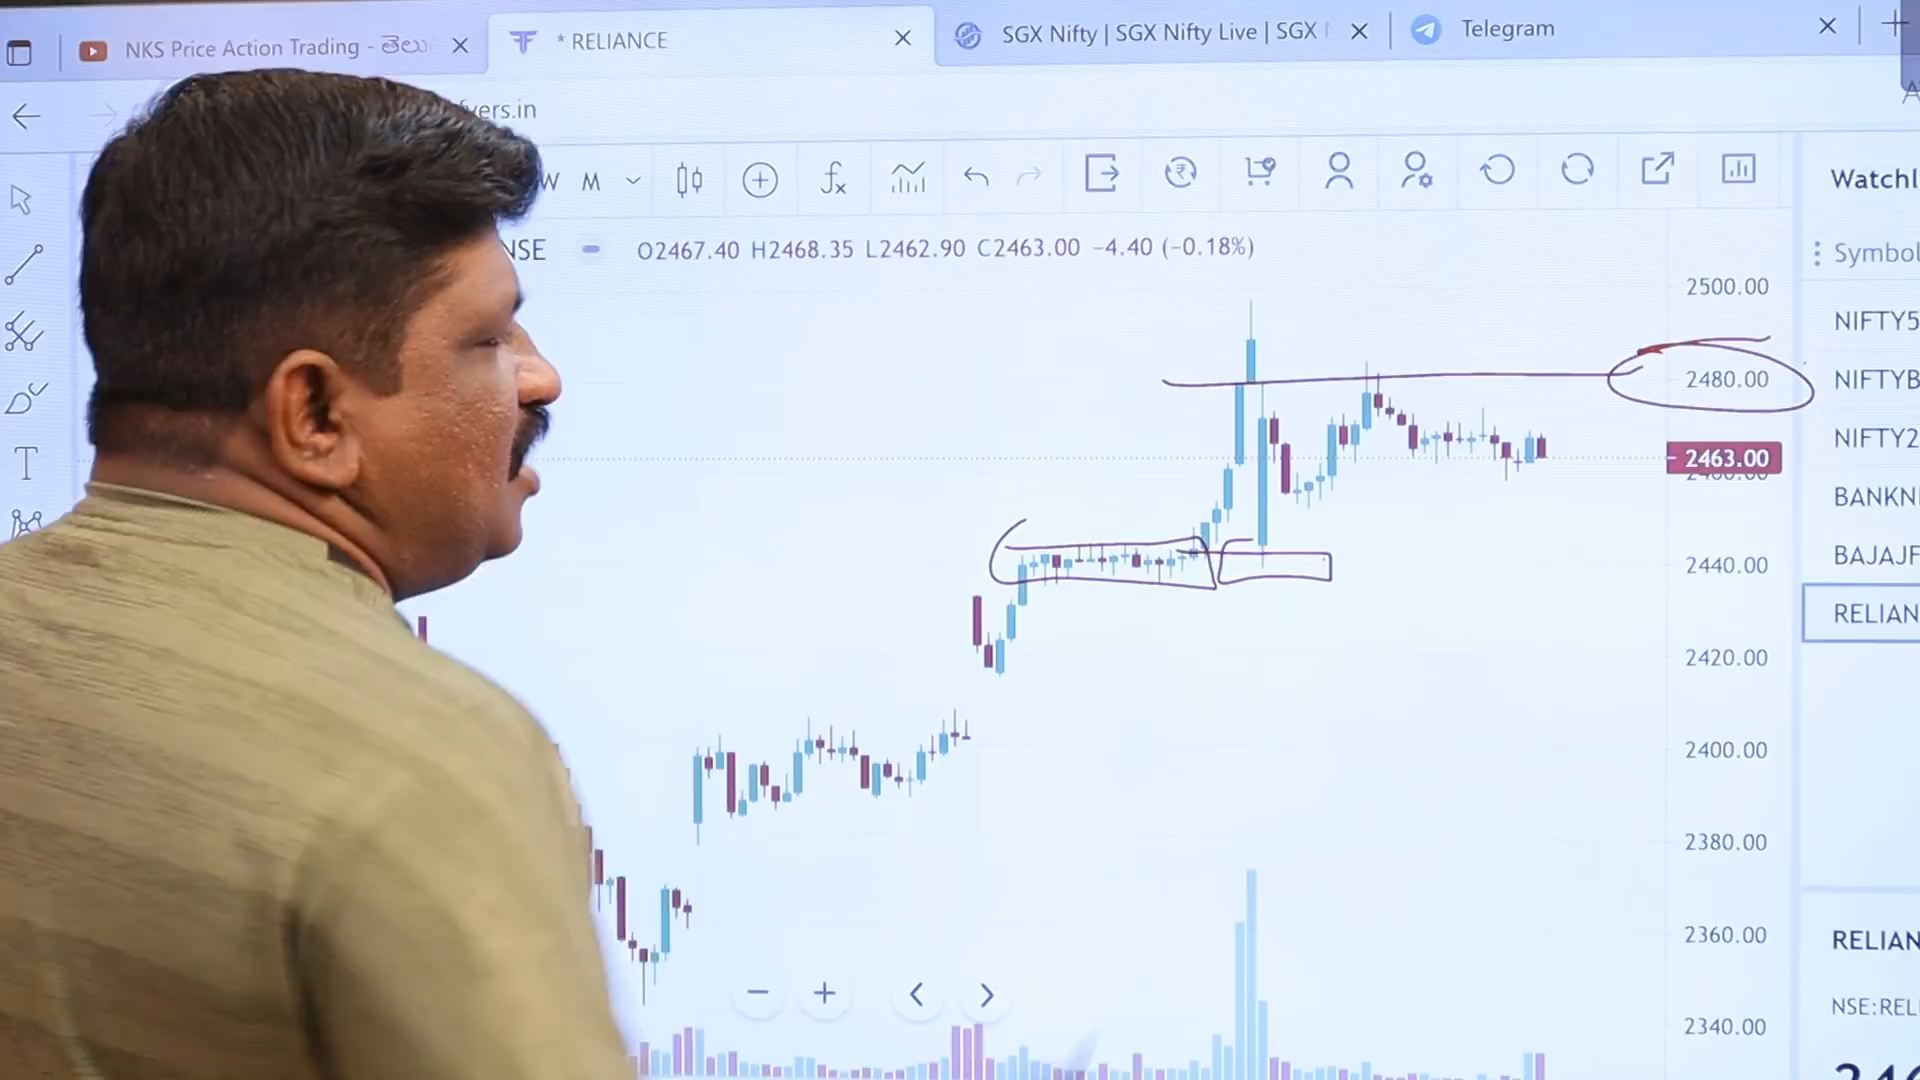 NKS Price Action Trading - తెలు
* RELIANCE
SGX Nifty | SGX Nifty Live | SGX
Telegram
yers.in
W M
NSE
O2467.40 H2468.35 L2462.90 C2463.00 −4.40 (−0.18%)
Watchl
Symbol
2500.00
2480.00
2463.00
2440.00
2420.00
2400.00
2380.00
2360.00
2340.00
NIFTY5
NIFTYB
NIFTY2
BANKN
BAJAJF
RELIAN
RELIAN
NSE:REL